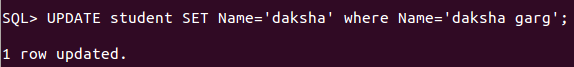 SQL> UPDATE student SET Name='daksha' where Name='daksha garg';
1 row updated.